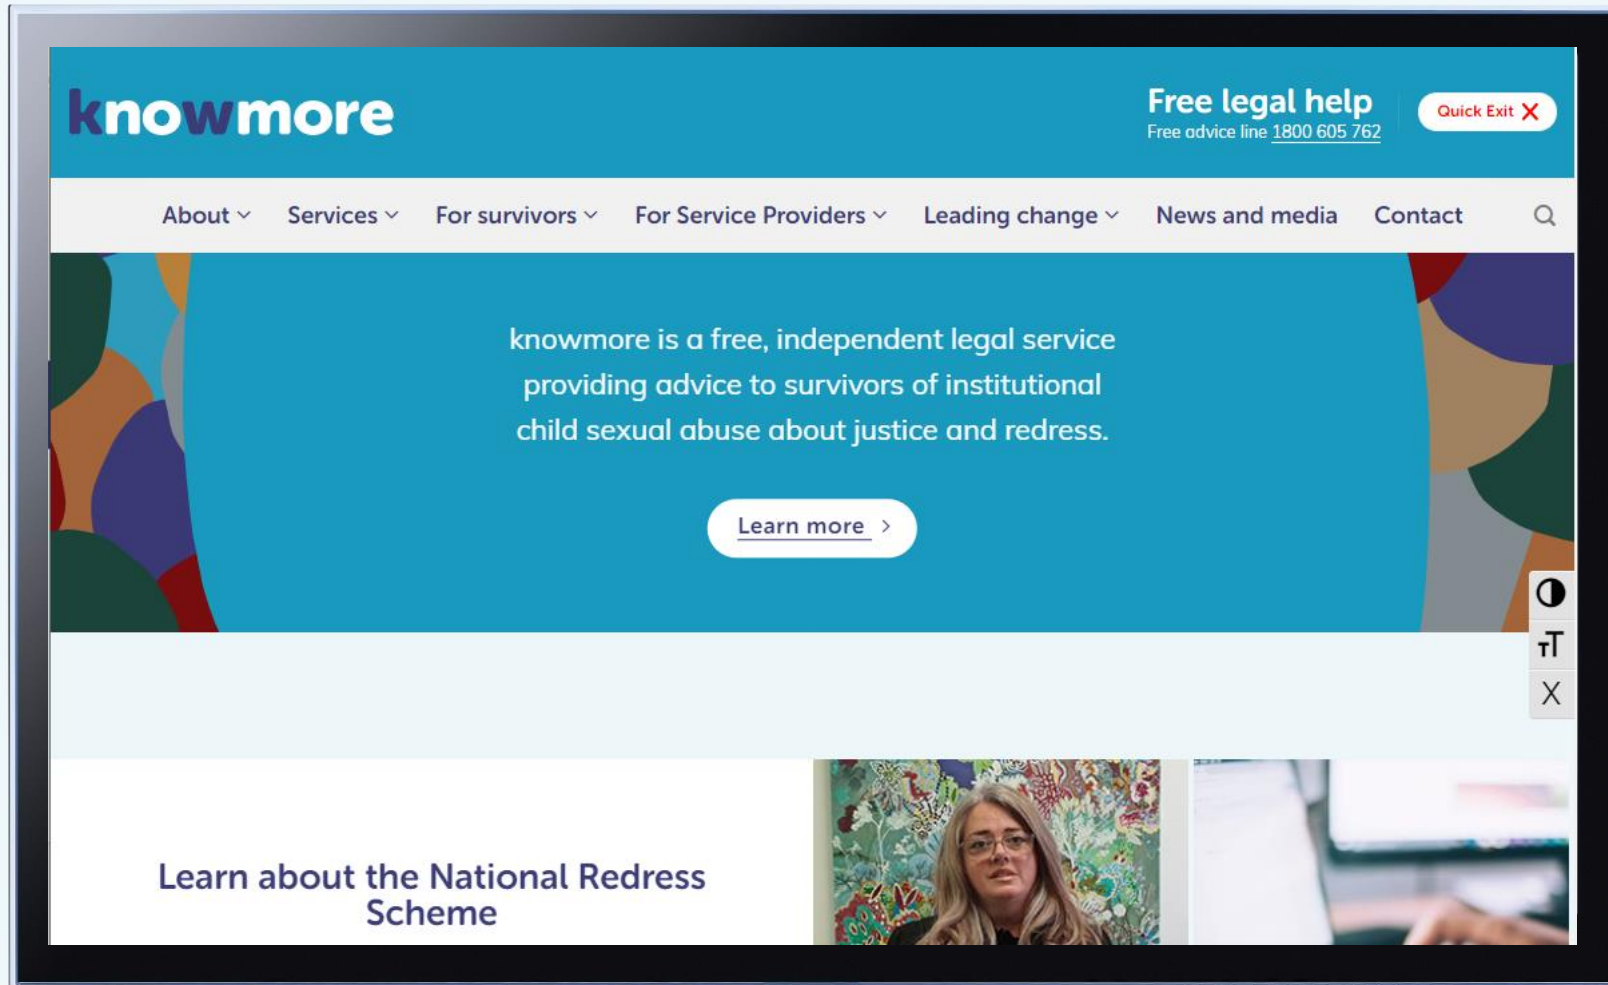 knowmore
Free legal help
Free advice line 1800 605 762
Quick Exit X
About
Services
For survivors
For Service Providers
Leading change
News and media
Contact
knowmore is a free, independent legal service
providing advice to survivors of institutional
child sexual abuse about justice and redress.
Learn more >
TT
X
Learn about the National Redress
Scheme